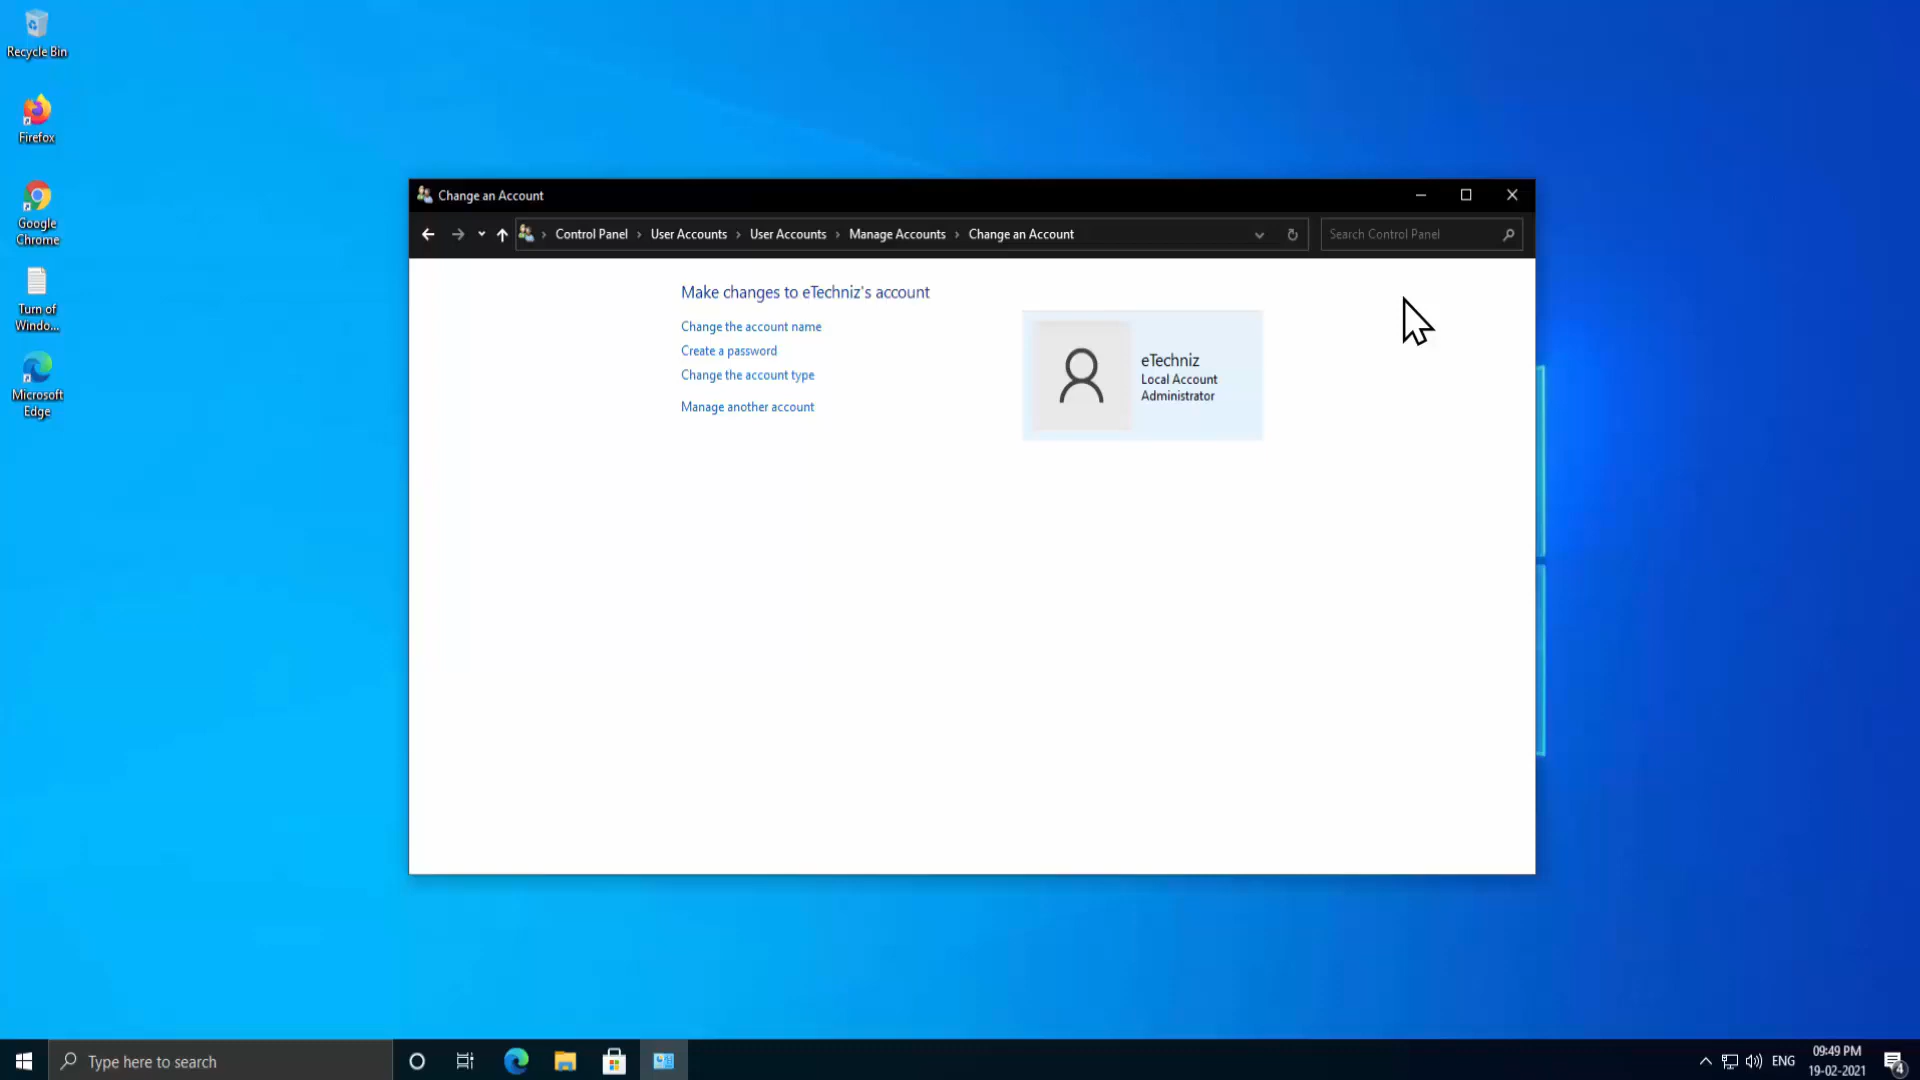 Recycle Bin
Firefox
Google
Chrome
Turn of
Windo...
Microsoft
Edge
Change an Account
Control Panel
User Accounts
User Accounts
Manage Accounts
Change an Account
Search Control Panel
Make changes to eTechniz's account
Change the account name
Create a password
Change the account type
Manage another account
eTechniz
Local Account
Administrator
Type here to search
ENG
09:49 PM
19-02-2021
4